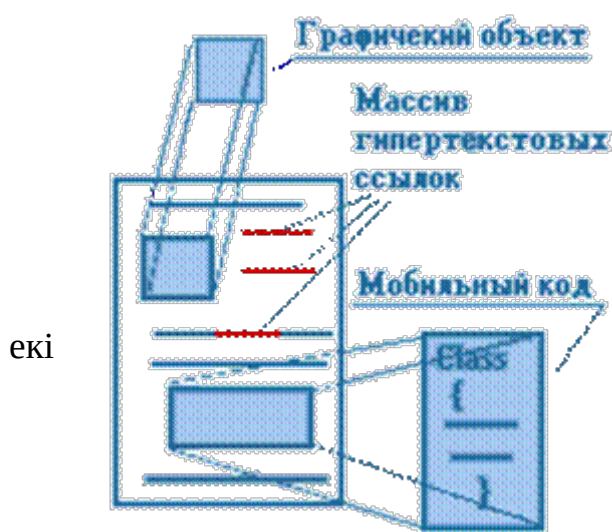 Графичекий объект
Массив
гипертекстовых
ссылок
Мобильный код
екі
Class
{
}